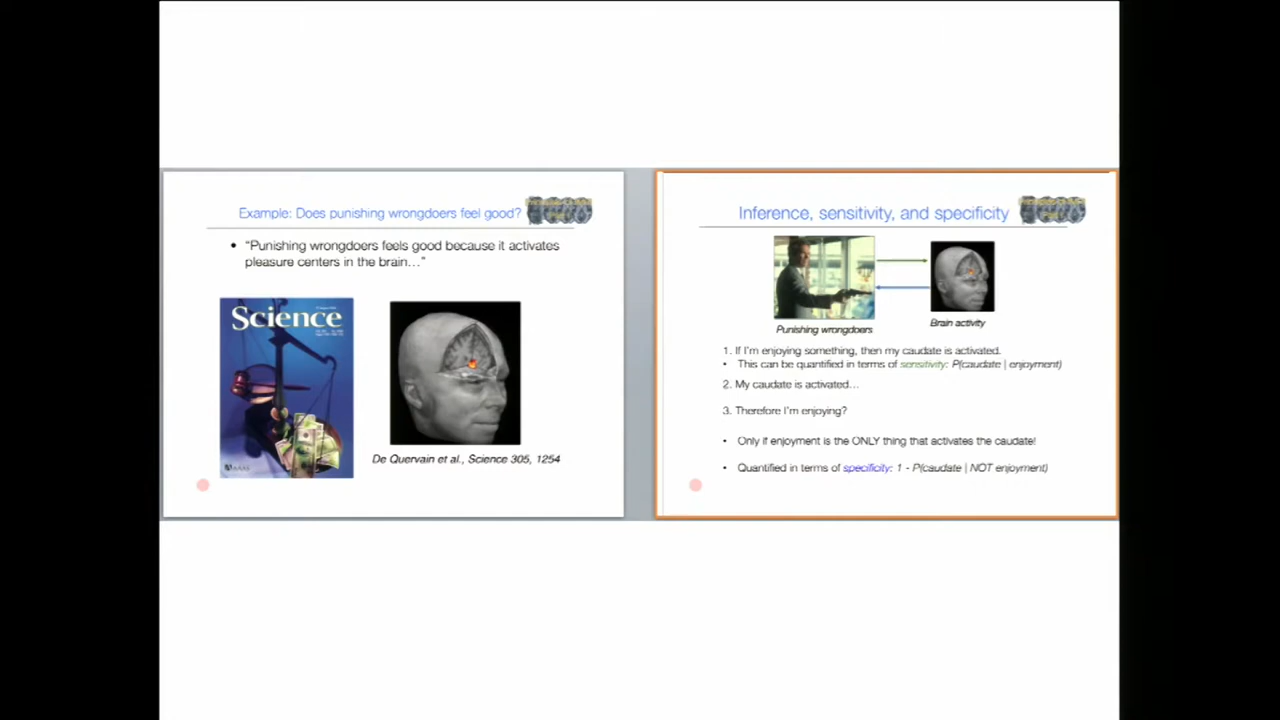 Example: Does punishing wrongdoers feel good?
• “Punishing wrongdoers feels good because it activates
pleasure centers in the brain…”
Science
AAAS
De Quervain et al., Science 305, 1254
Inference, sensitivity, and specificity
Punishing wrongdoers
Brain activity
1. If I'm enjoying something, then my caudate is activated.
• This can be quantified in terms of sensitivity: P(caudate | enjoyment)
2. My caudate is activated…
3. Therefore I'm enjoying?
• Only if enjoyment is the ONLY thing that activates the caudate!
• Quantified in terms of specificity: 1 - P(caudate | NOT enjoyment)